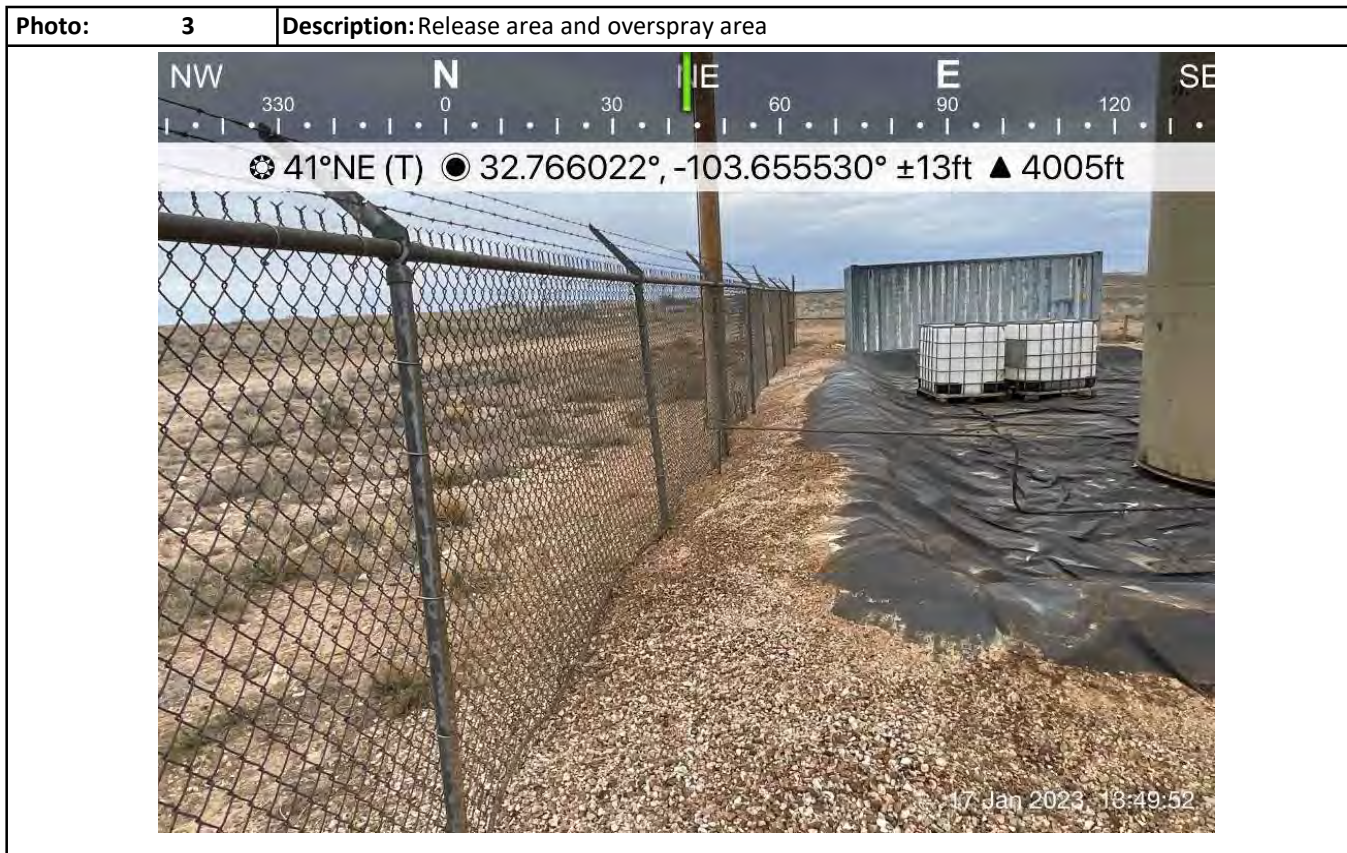 Photo: 3 Description: Release area and overspray area
NW N NE E SE
330 0 30 60 90 120
41°NE (T) 32.766022°, -103.655530° ±13ft ▲ 4005ft
17 Jan 2023, 13:49:52